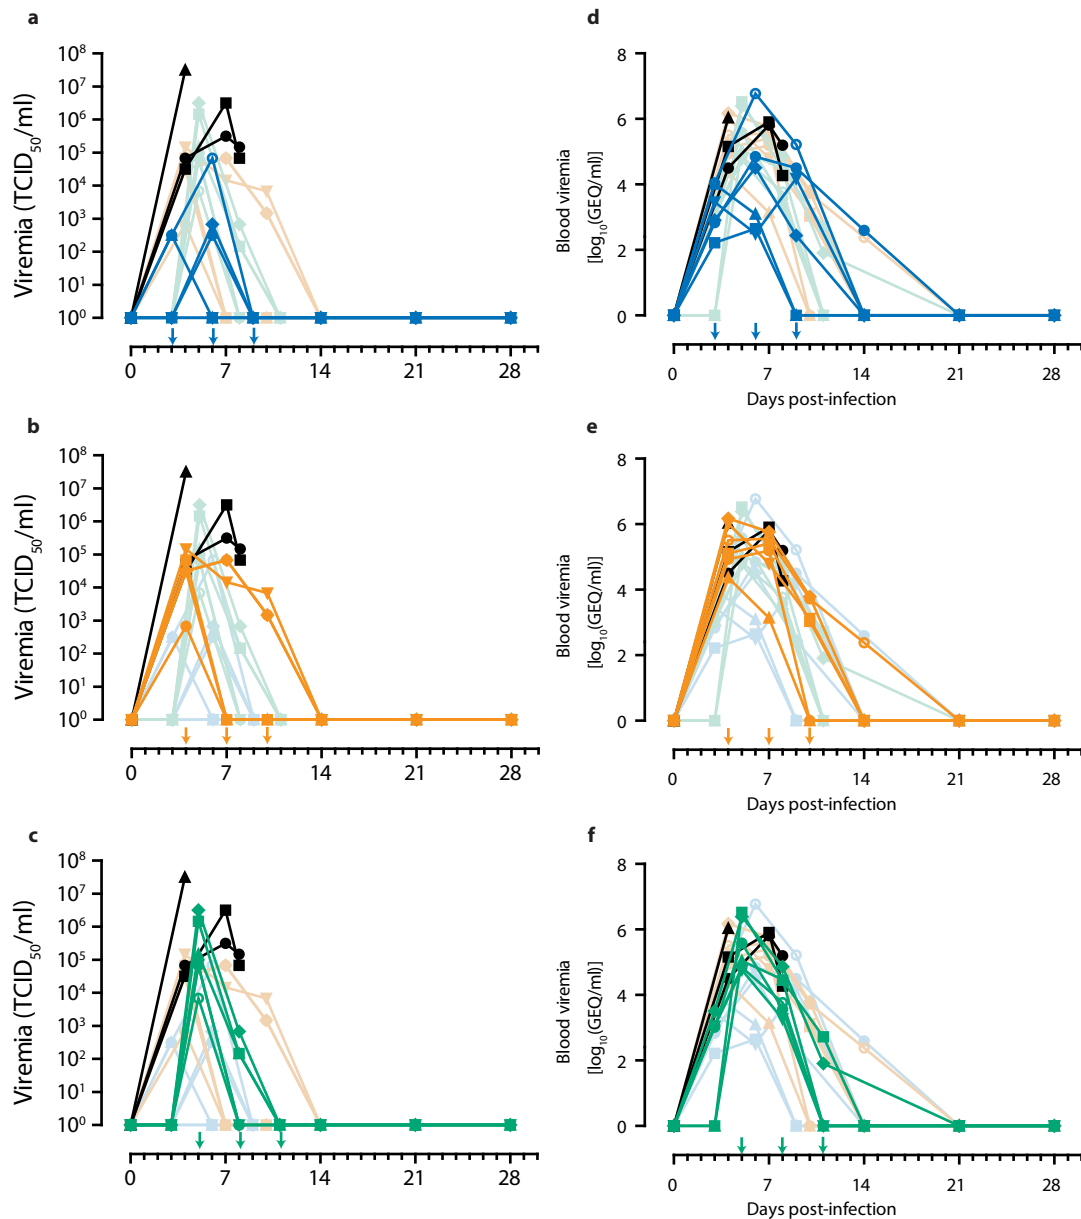 a
Viremia (TCID50/ml)
10⁸
10⁷
10⁶
10⁵
10⁴
10³
10²
10¹
10⁰
0 7 14 21 28
d
Blood viremia
[log10(GEQ/ml)]
8
6
4
2
0
0 7 14 21 28
Days post-infection
b
Viremia (TCID50/ml)
10⁸
10⁷
10⁶
10⁵
10⁴
10³
10²
10¹
10⁰
0 7 14 21 28
e
Blood viremia
[log10(GEQ/ml)]
8
6
4
2
0
0 7 14 21 28
Days post-infection
c
Viremia (TCID50/ml)
10⁸
10⁷
10⁶
10⁵
10⁴
10³
10²
10¹
10⁰
0 7 14 21 28
f
Blood viremia
[log10(GEQ/ml)]
8
6
4
2
0
0 7 14 21 28
Days post-infection